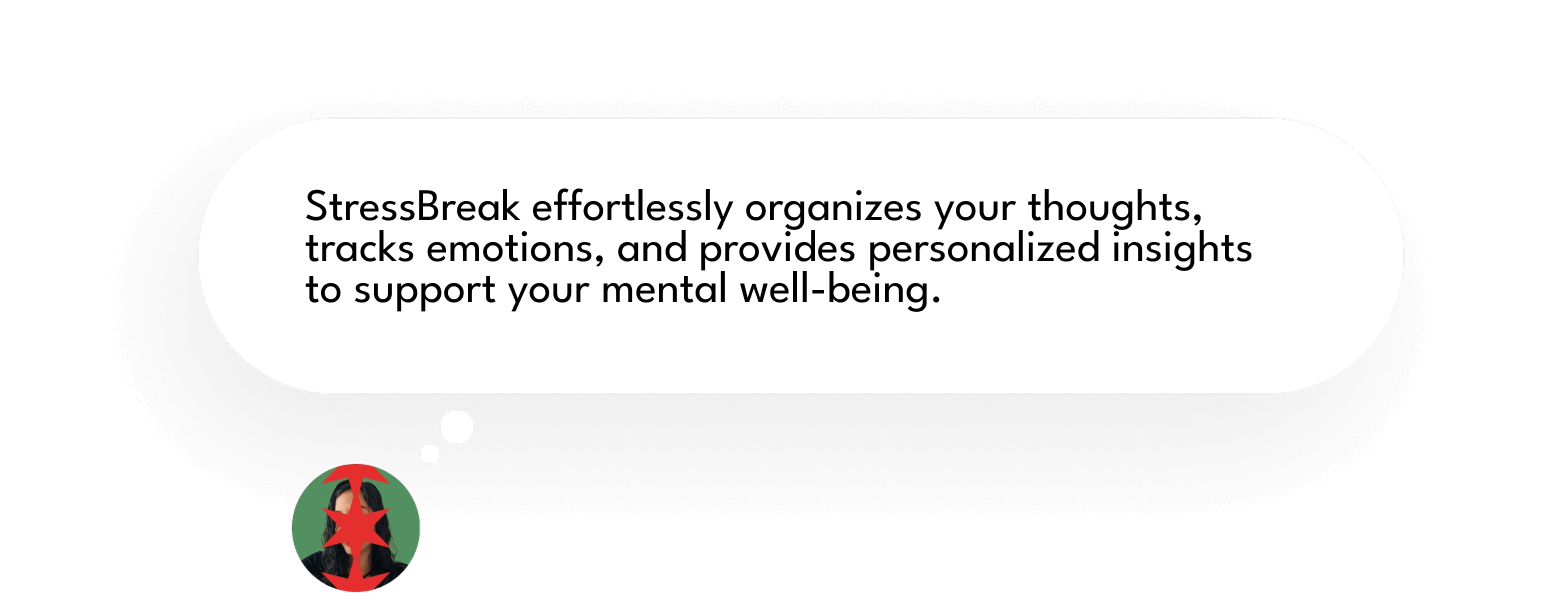 StressBreak effortlessly organizes your thoughts,
tracks emotions, and provides personalized insights
to support your mental well-being.